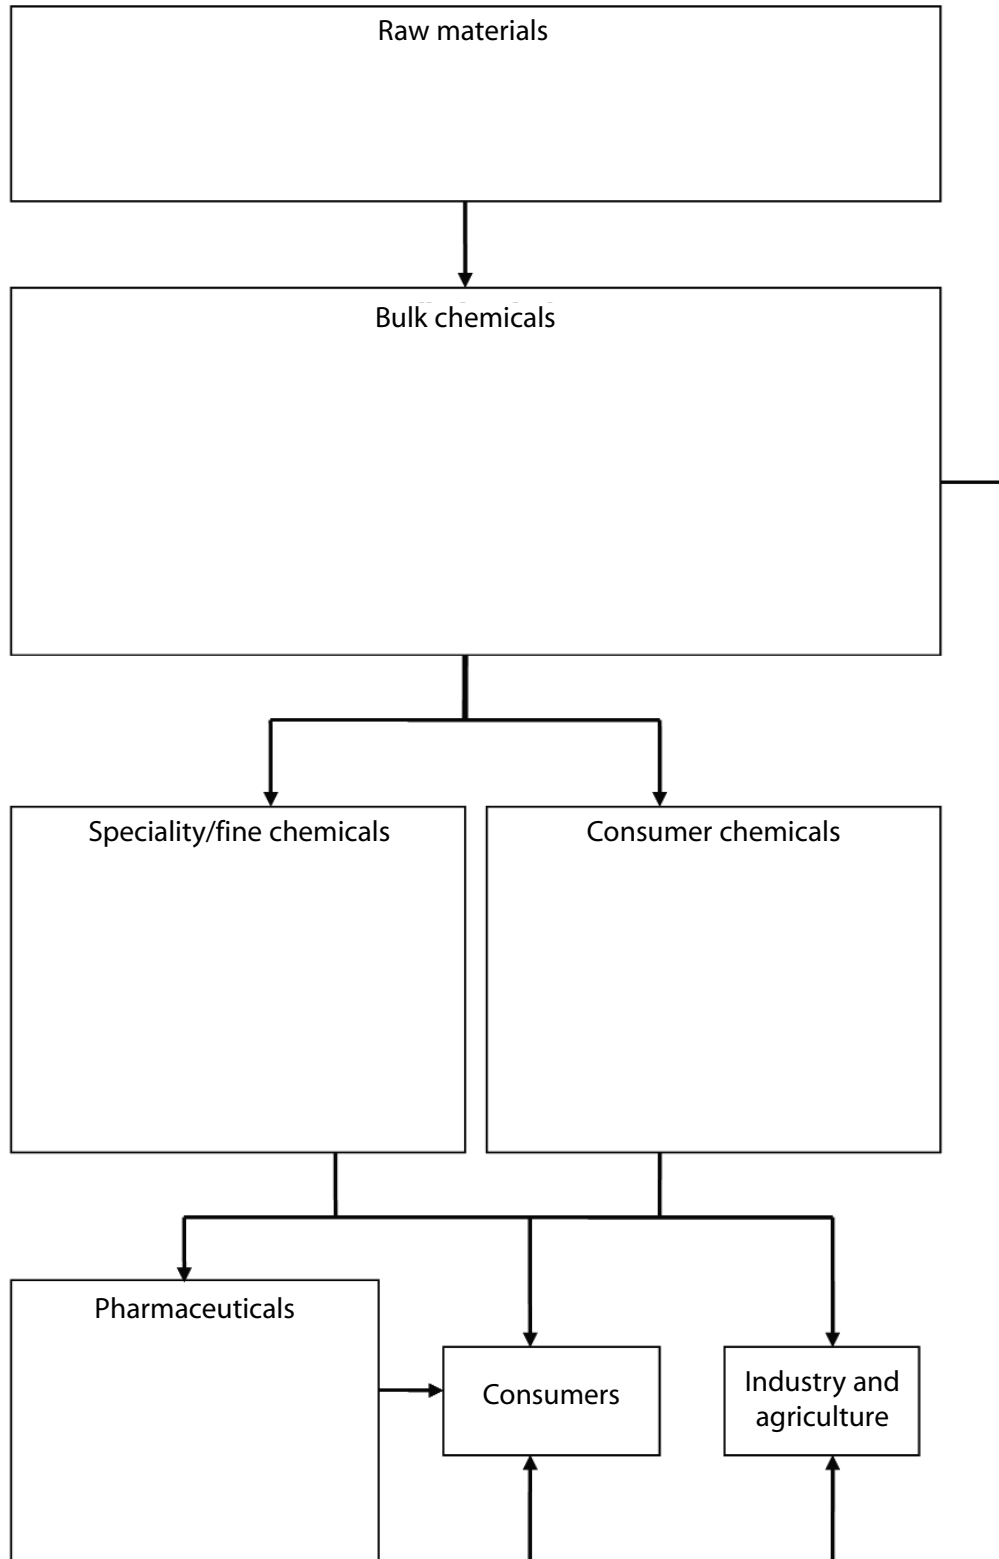 Raw materials
Bulk chemicals
Speciality/fine chemicals
Consumer chemicals
Pharmaceuticals
Consumers
Industry and
agriculture